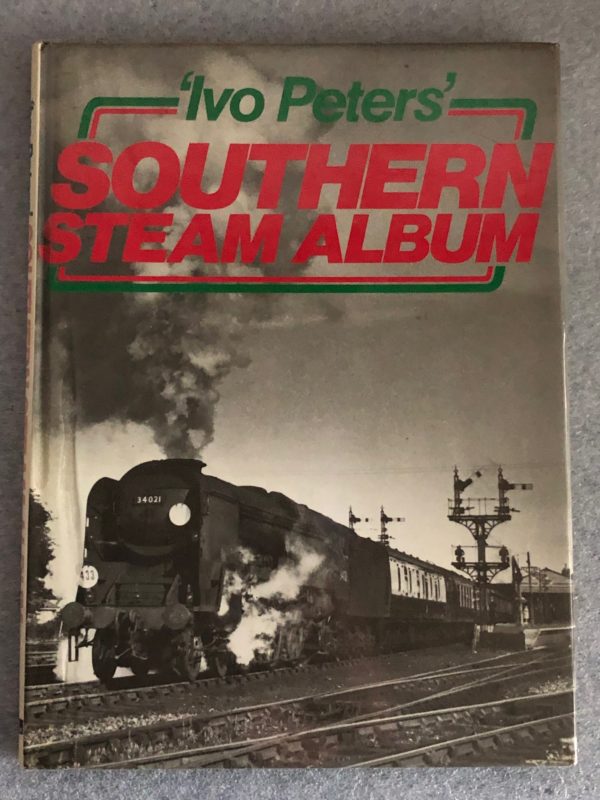 'Ivo Peters'
SOUTHERN
STEAM ALBUM
34021
433